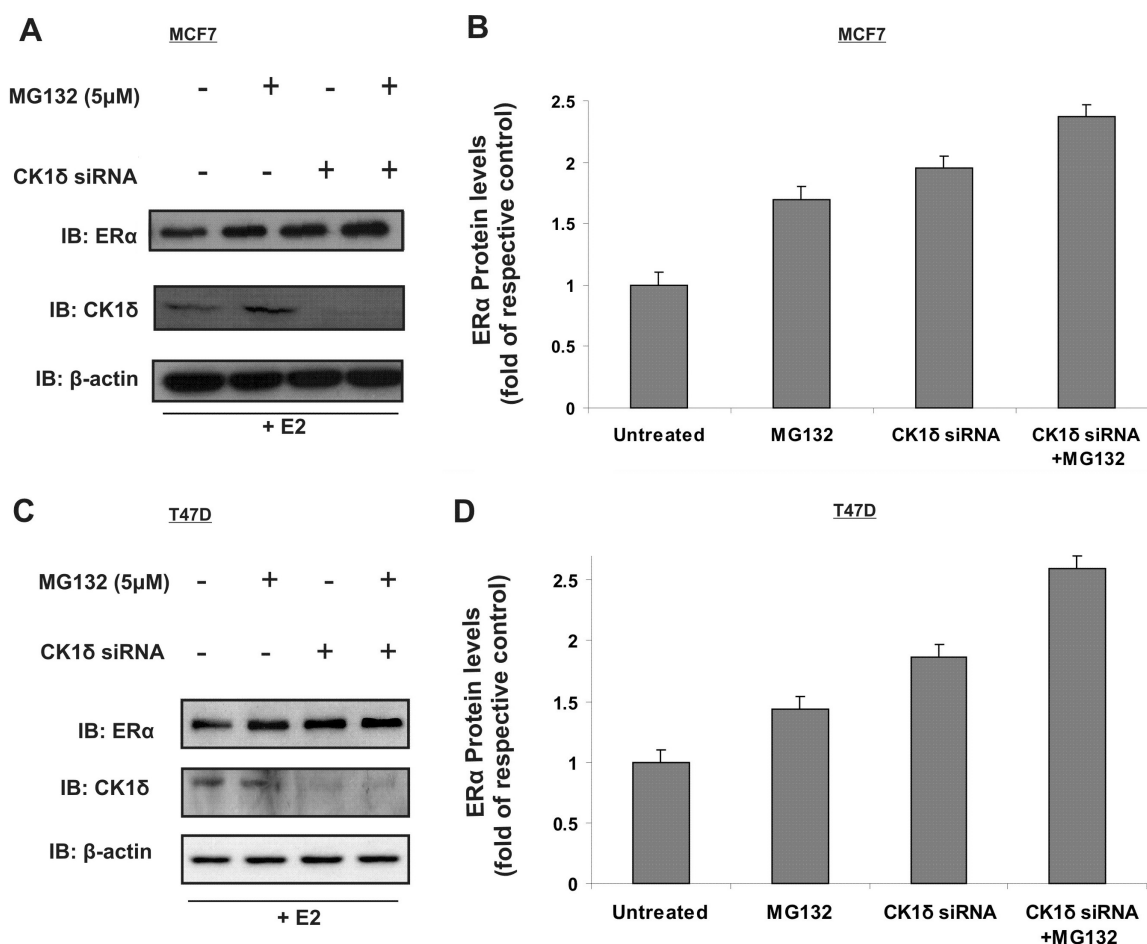 A
MCF7
MG132 (5µM) - + - +
CK1δ siRNA - - + +
IB: ERα
IB: CK1δ
IB: β-actin
+ E2
B
MCF7
ERα Protein levels
(fold of respective control)
2.5
2
1.5
1
0.5
0
Untreated MG132 CK1δ siRNA CK1δ siRNA
+MG132
C
T47D
MG132 (5µM) - + - +
CK1δ siRNA - - + +
IB: ERα
IB: CK1δ
IB: β-actin
+ E2
D
T47D
ERα Protein levels
(fold of respective control)
2.5
2
1.5
1
0.5
0
Untreated MG132 CK1δ siRNA CK1δ siRNA
+MG132